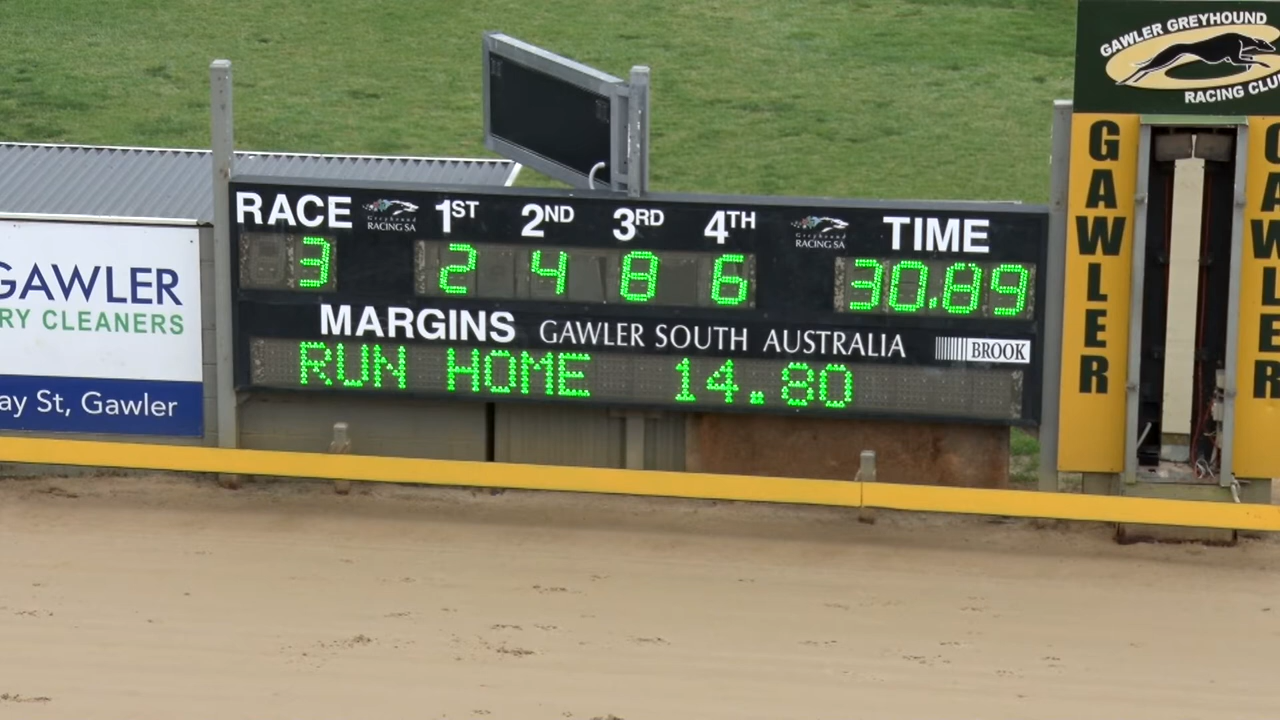 GAWLER GREYHOUND
RACING CLU
RACE 1ST 2ND 3RD 4TH TIME
Greyhound
RACING SA
Greyhound
RACING SA
3 2 4 8 6 30.89
MARGINS GAWLER SOUTH AUSTRALIA BROOK
RUN HOME 14.80
GAWLER
RY CLEANERS
ay St, Gawler
GAWLER
GAWLER